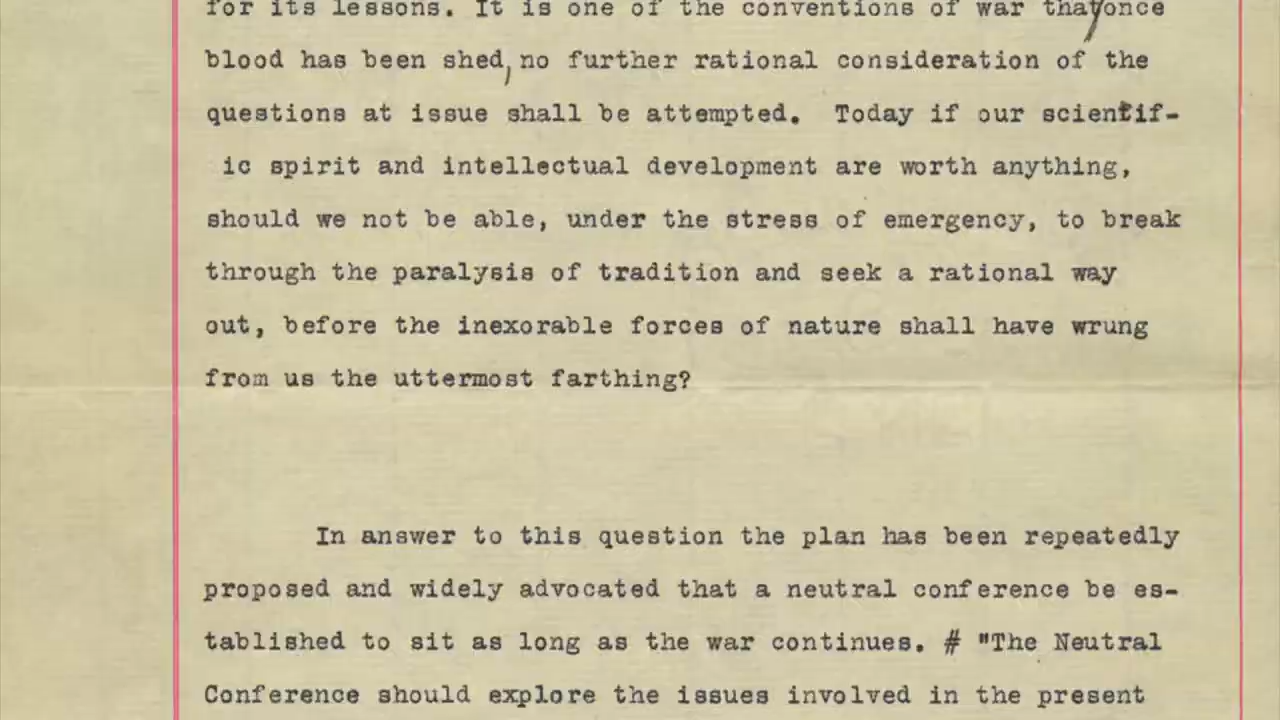 for its lessons. It is one of the conventions of war that, once
blood has been shed, no further rational consideration of the
questions at issue shall be attempted. Today if our scientif-
ic spirit and intellectual development are worth anything,
should we not be able, under the stress of emergency, to break
through the paralysis of tradition and seek a rational way
out, before the inexorable forces of nature shall have wrung
from us the uttermost farthing?
In answer to this question the plan has been repeatedly
proposed and widely advocated that a neutral conference be es-
tablished to sit as long as the war continues. # "The Neutral
Conference should explore the issues involved in the present